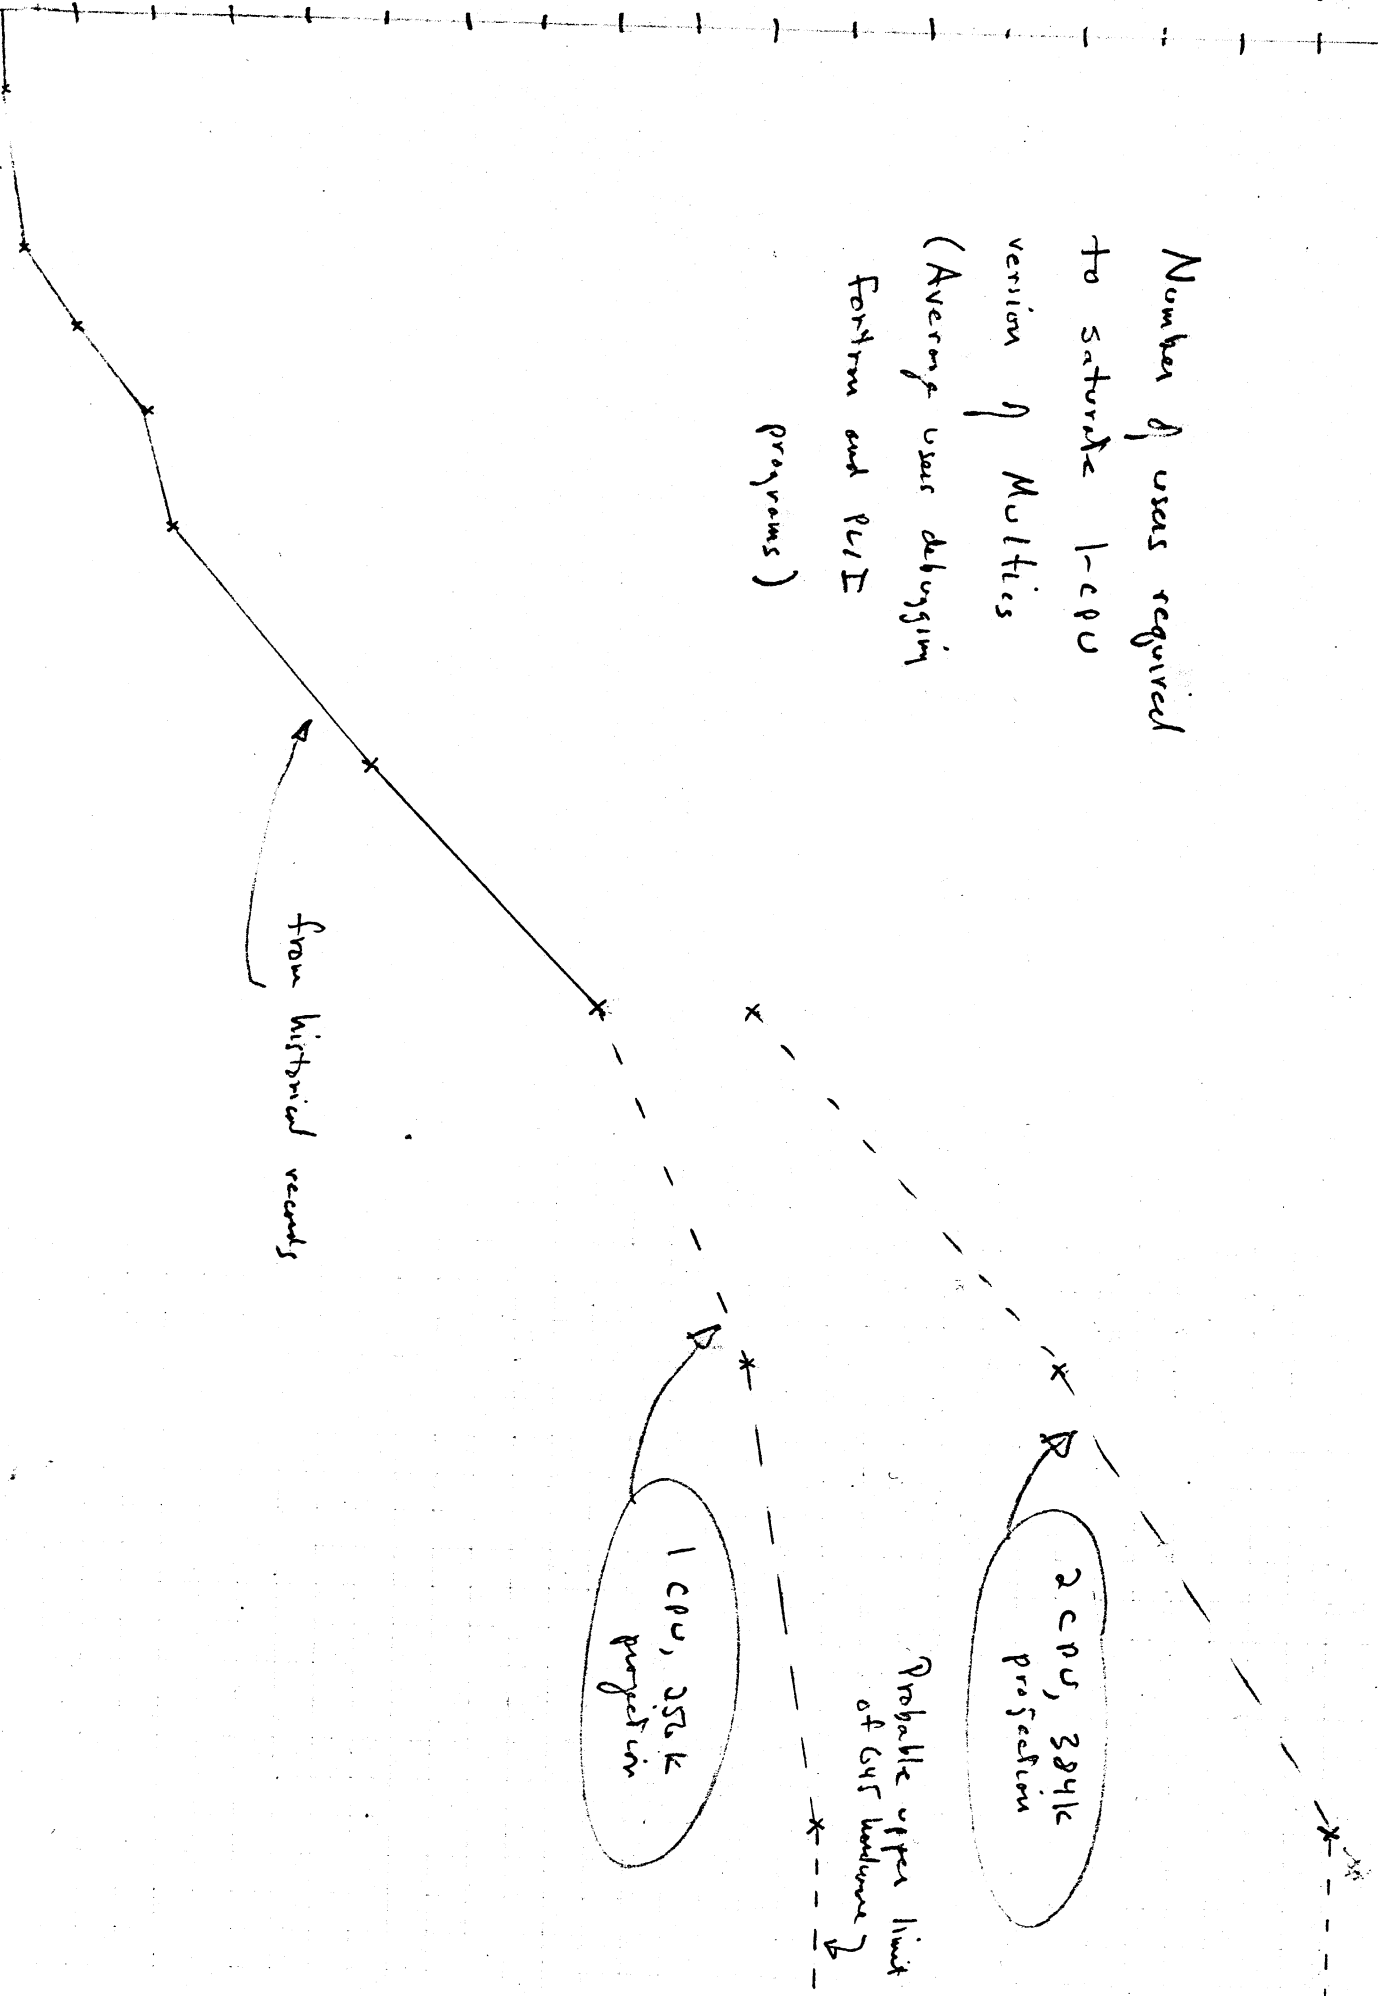 Number of users required
to saturate 1-cpu
version of Multics
(Average users debugging
fortran and PL/I
programs)
2 cpu, 384k
projection
Probable upper limit
of 645 hardware
1 cpu, 256k
projection
from historical records